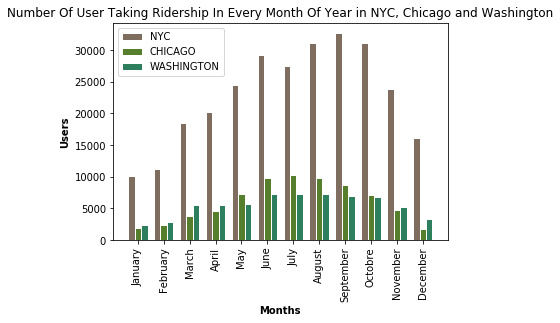 Number Of User Taking Ridership In Every Month Of Year in NYC, Chicago and Washington
NYC
CHICAGO
WASHINGTON
30000
25000
20000
15000
10000
5000
0
Users
January
February
March
April
May
June
July
August
September
Octobre
November
December
Months